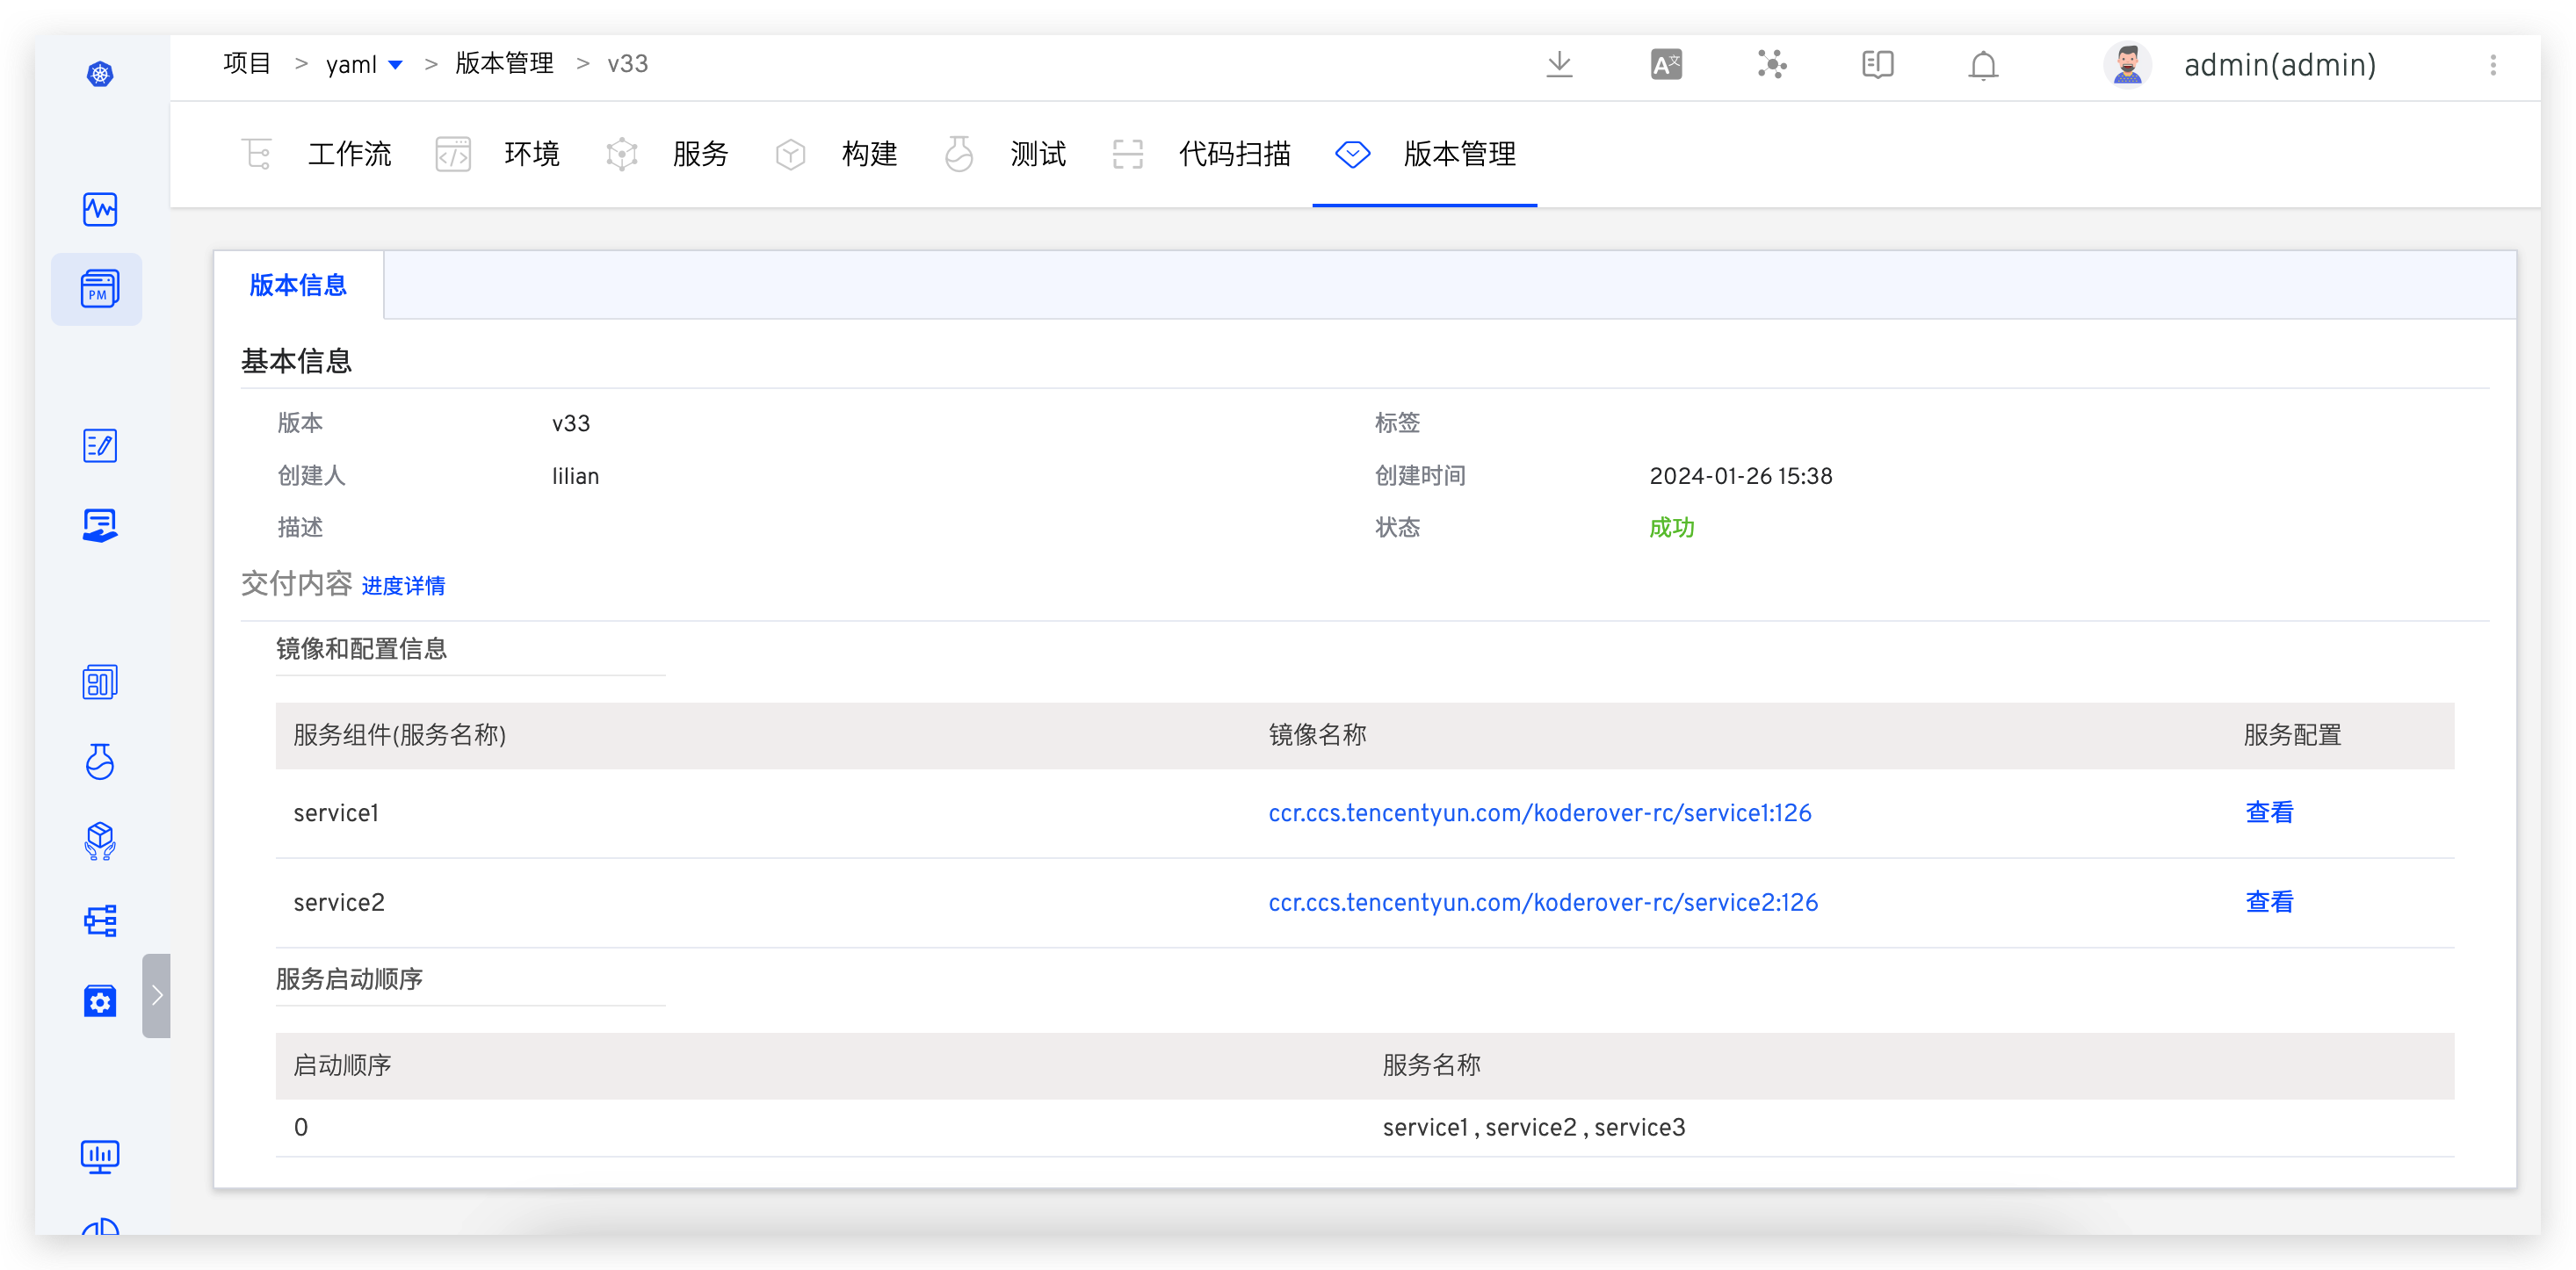 项目 > yaml > 版本管理 > v33
A文
admin(admin)
工作流 环境 服务 构建 测试 代码扫描 版本管理
PM
版本信息
基本信息
版本 v33 标签
创建人 lilian 创建时间 2024-01-26 15:38
描述 状态 成功
交付内容 进度详情
镜像和配置信息
服务组件(服务名称) 镜像名称 服务配置
service1 ccr.ccs.tencentyun.com/koderover-rc/service1:126 查看
service2 ccr.ccs.tencentyun.com/koderover-rc/service2:126 查看
服务启动顺序
启动顺序 服务名称
0 service1 , service2 , service3